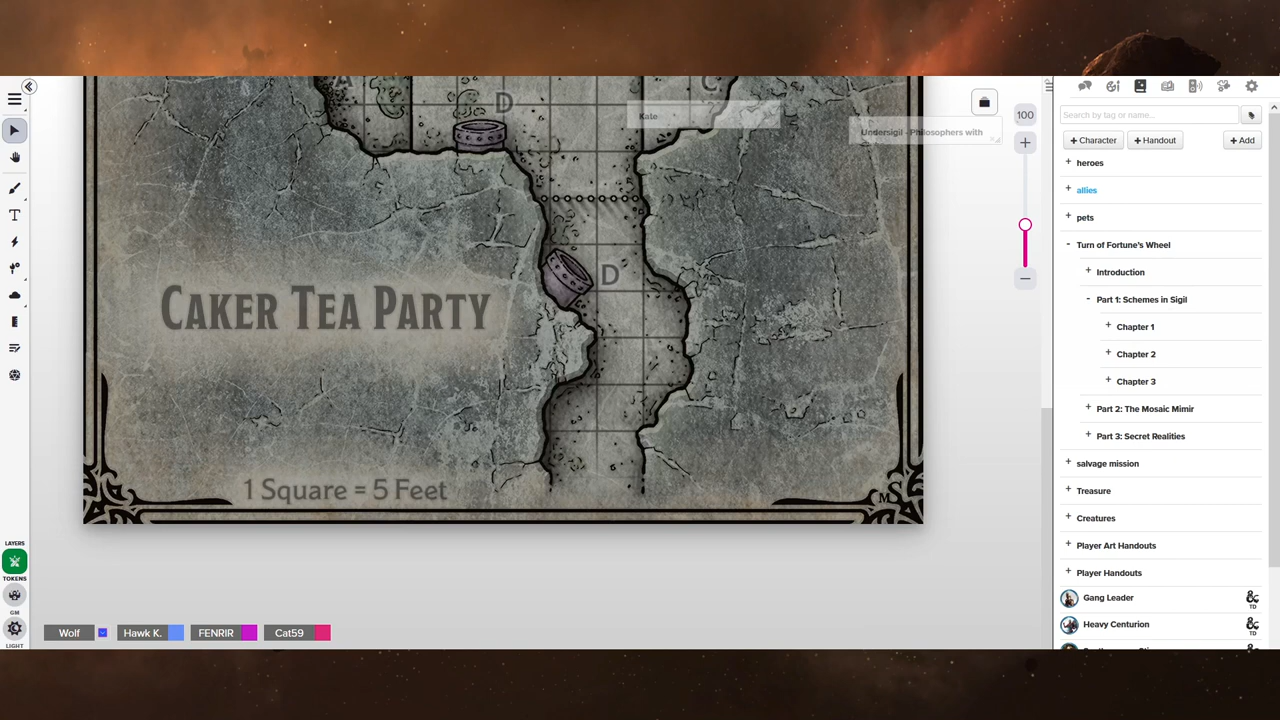 A
C
D
Kate
Undersigil - Philosophers with
100
D
CAKER TEA PARTY
1 Square = 5 Feet
MS
LAYERS
TOKENS
GM
LIGHT
Wolf
Hawk K.
FENRIR
Cat59
Search by tag or name...
+ Character
+ Handout
+ Add
+ heroes
+ allies
+ pets
- Turn of Fortune's Wheel
+ Introduction
- Part 1: Schemes in Sigil
+ Chapter 1
+ Chapter 2
+ Chapter 3
+ Part 2: The Mosaic Mimir
+ Part 3: Secret Realities
+ salvage mission
+ Treasure
+ Creatures
+ Player Art Handouts
+ Player Handouts
Gang Leader
TD
Heavy Centurion
TD